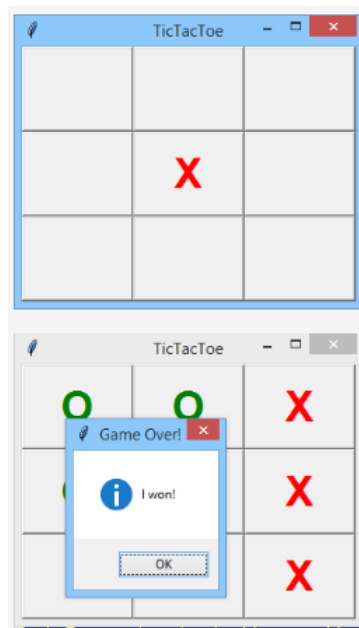 TicTacToe
X
TicTacToe
O O X
Game Over!
I won!
X
OK
X